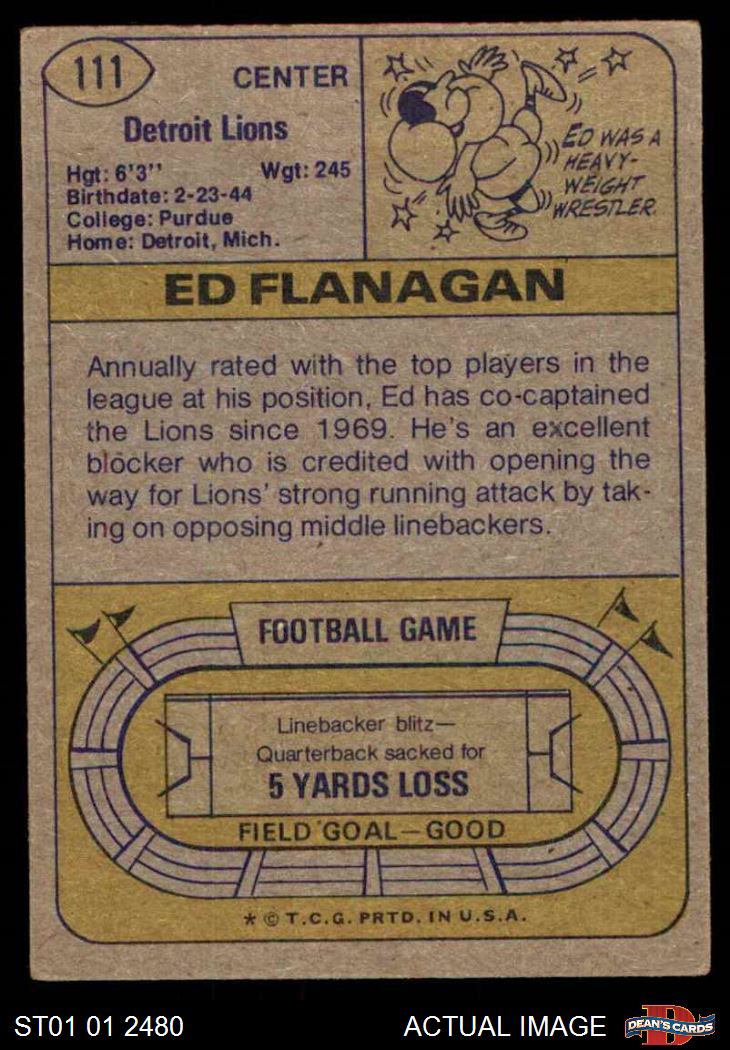 111
CENTER
Detroit Lions
Hgt: 6'3'' Wgt: 245
Birthdate: 2-23-44
College: Purdue
Home: Detroit, Mich.
ED WAS A
HEAVY-
WEIGHT
WRESTLER.
ED FLANAGAN
Annually rated with the top players in the
league at his position, Ed has co-captained
the Lions since 1969. He's an excellent
blocker who is credited with opening the
way for Lions' strong running attack by tak-
ing on opposing middle linebackers.
FOOTBALL GAME
Linebacker blitz—
Quarterback sacked for
5 YARDS LOSS
FIELD GOAL—GOOD
* © T.C.G. PRTD. IN U.S.A.
ST01 01 2480 ACTUAL IMAGE
D
DEAN'S CARDS